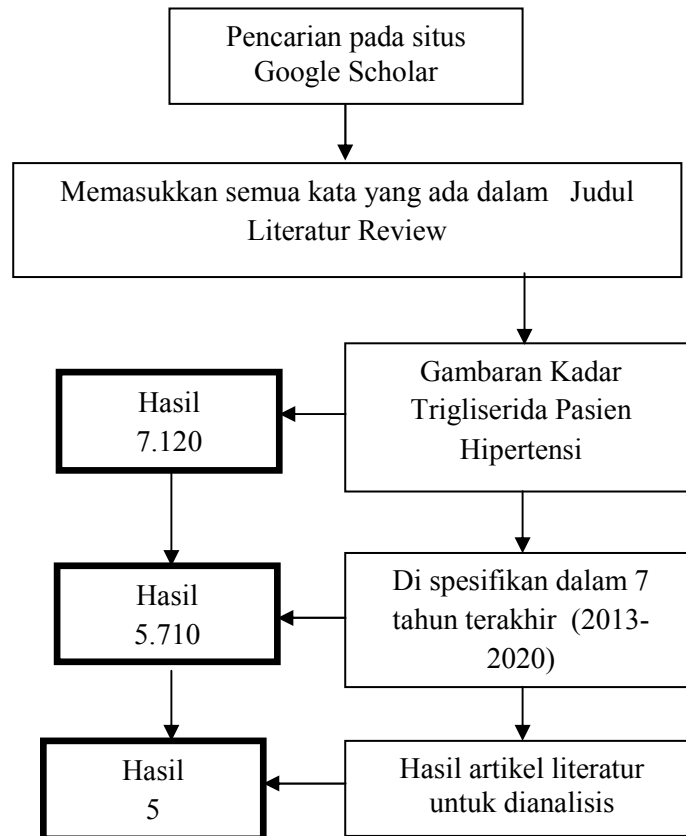 Pencarian pada situs
Google Scholar
Memasukkan semua kata yang ada dalam Judul
Literatur Review
Gambaran Kadar
Trigliserida Pasien
Hipertensi
Hasil
7.120
Di spesifikan dalam 7
tahun terakhir (2013-
2020)
Hasil
5.710
Hasil artikel literatur
untuk dianalisis
Hasil
5